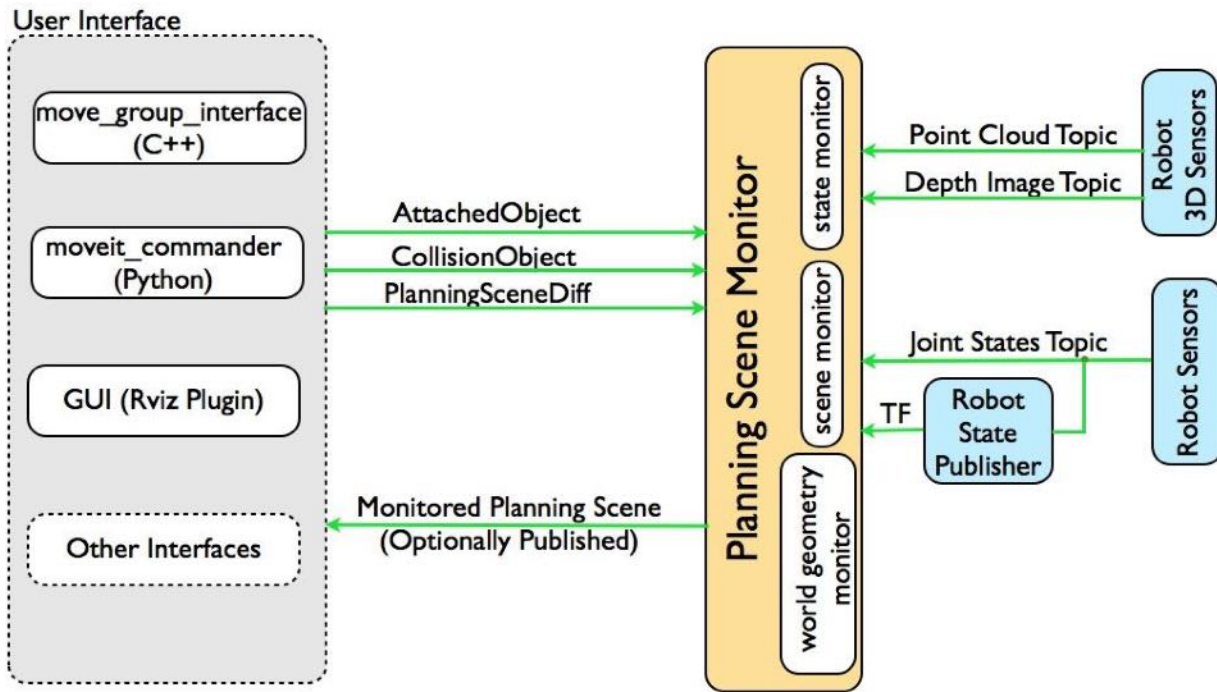 User Interface
move_group_interface
(C++)
moveit_commander
(Python)
GUI (Rviz Plugin)
Other Interfaces
AttachedObject
CollisionObject
PlanningSceneDiff
Monitored Planning Scene
(Optionally Published)
Planning Scene Monitor
state monitor
scene monitor
world geometry
monitor
Point Cloud Topic
Depth Image Topic
Joint States Topic
TF
Robot
State
Publisher
Robot
3D Sensors
Robot Sensors